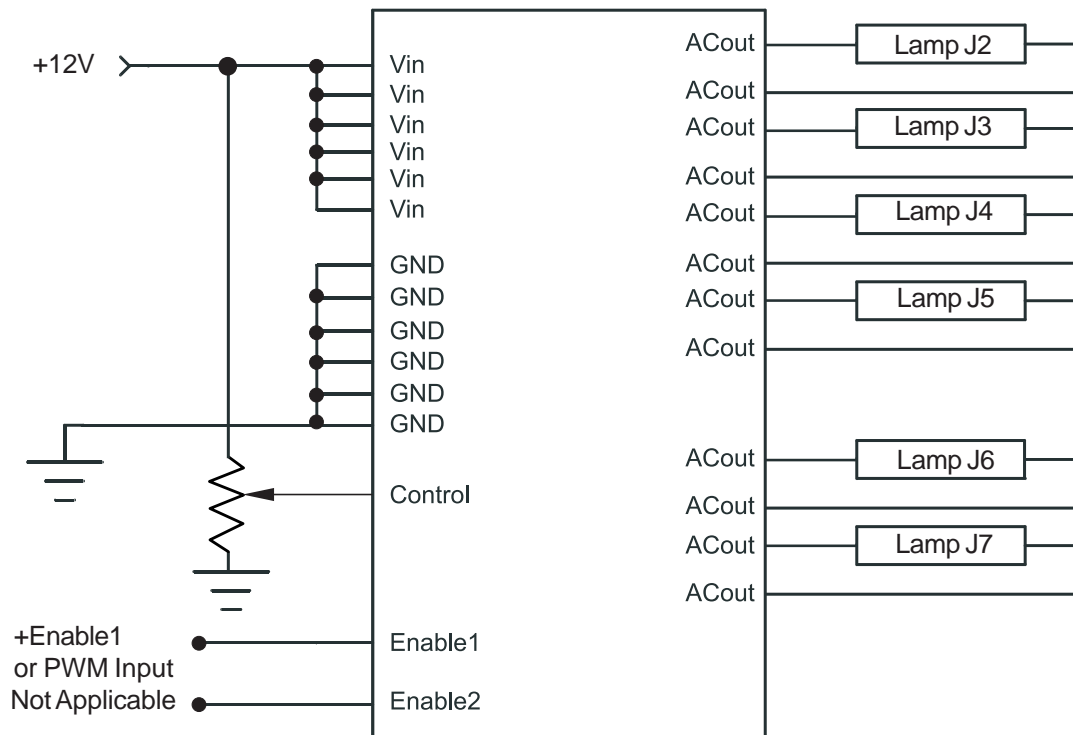 +12V
Vin
Vin
Vin
Vin
Vin
Vin
GND
GND
GND
GND
GND
GND
Control
+Enable1
or PWM Input
Not Applicable
Enable1
Enable2
ACout
Lamp J2
ACout
ACout
Lamp J3
ACout
ACout
Lamp J4
ACout
ACout
Lamp J5
ACout
ACout
Lamp J6
ACout
ACout
Lamp J7
ACout